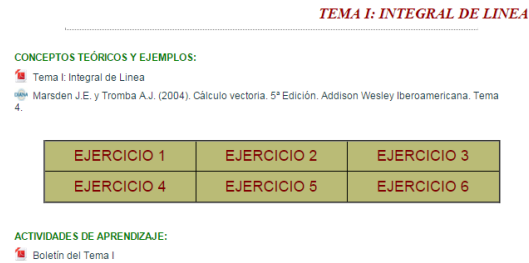 TEMA I: INTEGRAL DE LINEA
CONCEPTOS TEÓRICOS Y EJEMPLOS:
Tema I: Integral de Linea
Marsden J.E. y Tromba A.J. (2004). Cálculo vectoria. 5ª Edición. Addison Wesley Iberoamericana. Tema
4.
EJERCICIO 1 EJERCICIO 2 EJERCICIO 3
EJERCICIO 4 EJERCICIO 5 EJERCICIO 6
ACTIVIDADES DE APRENDIZAJE:
Boletín del Tema I